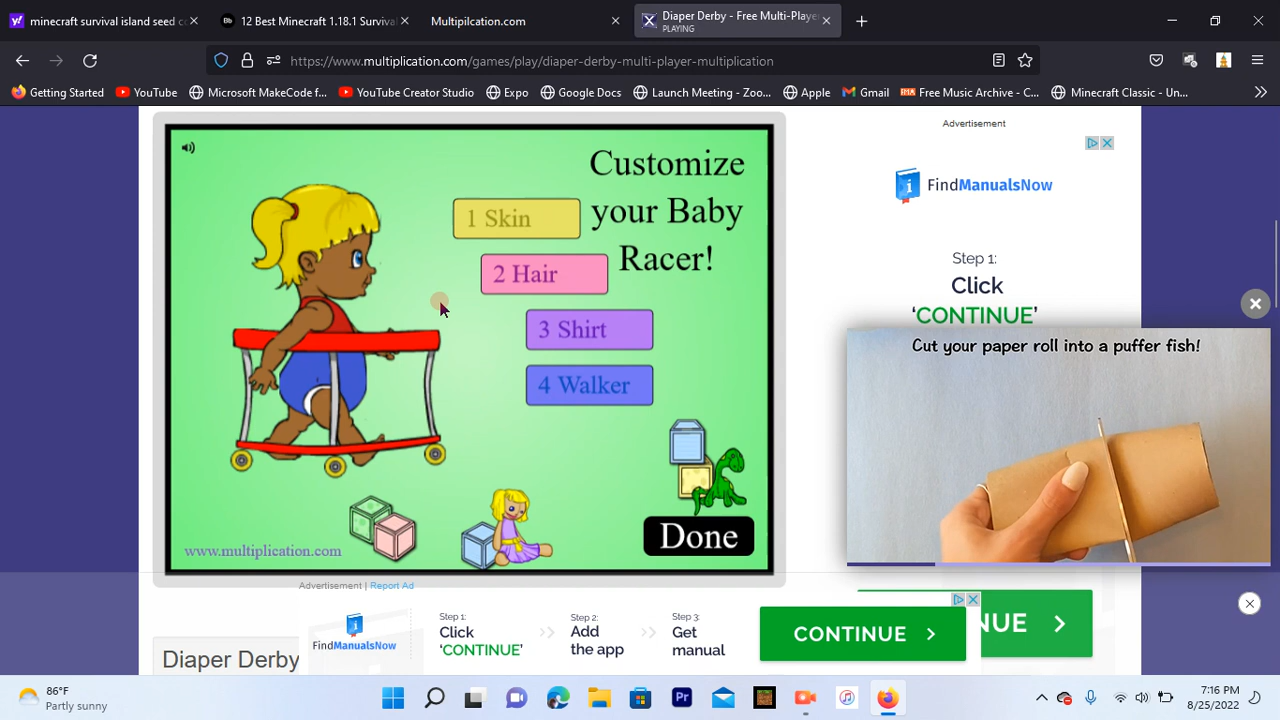 minecraft survival island seed c
12 Best Minecraft 1.18.1 Survival
Multipilcation.com
Diaper Derby - Free Multi-Playe
PLAYING
https://www.multiplication.com/games/play/diaper-derby-multi-player-multiplication
Getting Started
YouTube
Microsoft MakeCode f...
YouTube Creator Studio
Expo
Google Docs
Launch Meeting - Zoo...
Apple
Gmail
Free Music Archive - C...
Minecraft Classic - Un...
Customize
your Baby
Racer!
1 Skin
2 Hair
3 Shirt
4 Walker
Done
www.multiplication.com
Advertisement
FindManualsNow
Step 1:
Click
'CONTINUE'
Cut your paper roll into a puffer fish!
Advertisement | Report Ad
FindManualsNow
Step 1:
Click
'CONTINUE'
Step 2:
Add
the app
Step 3:
Get
manual
CONTINUE
NUE
Diaper Derby
86°F
Partly sunny
Pr
7:16 PM
8/25/2022